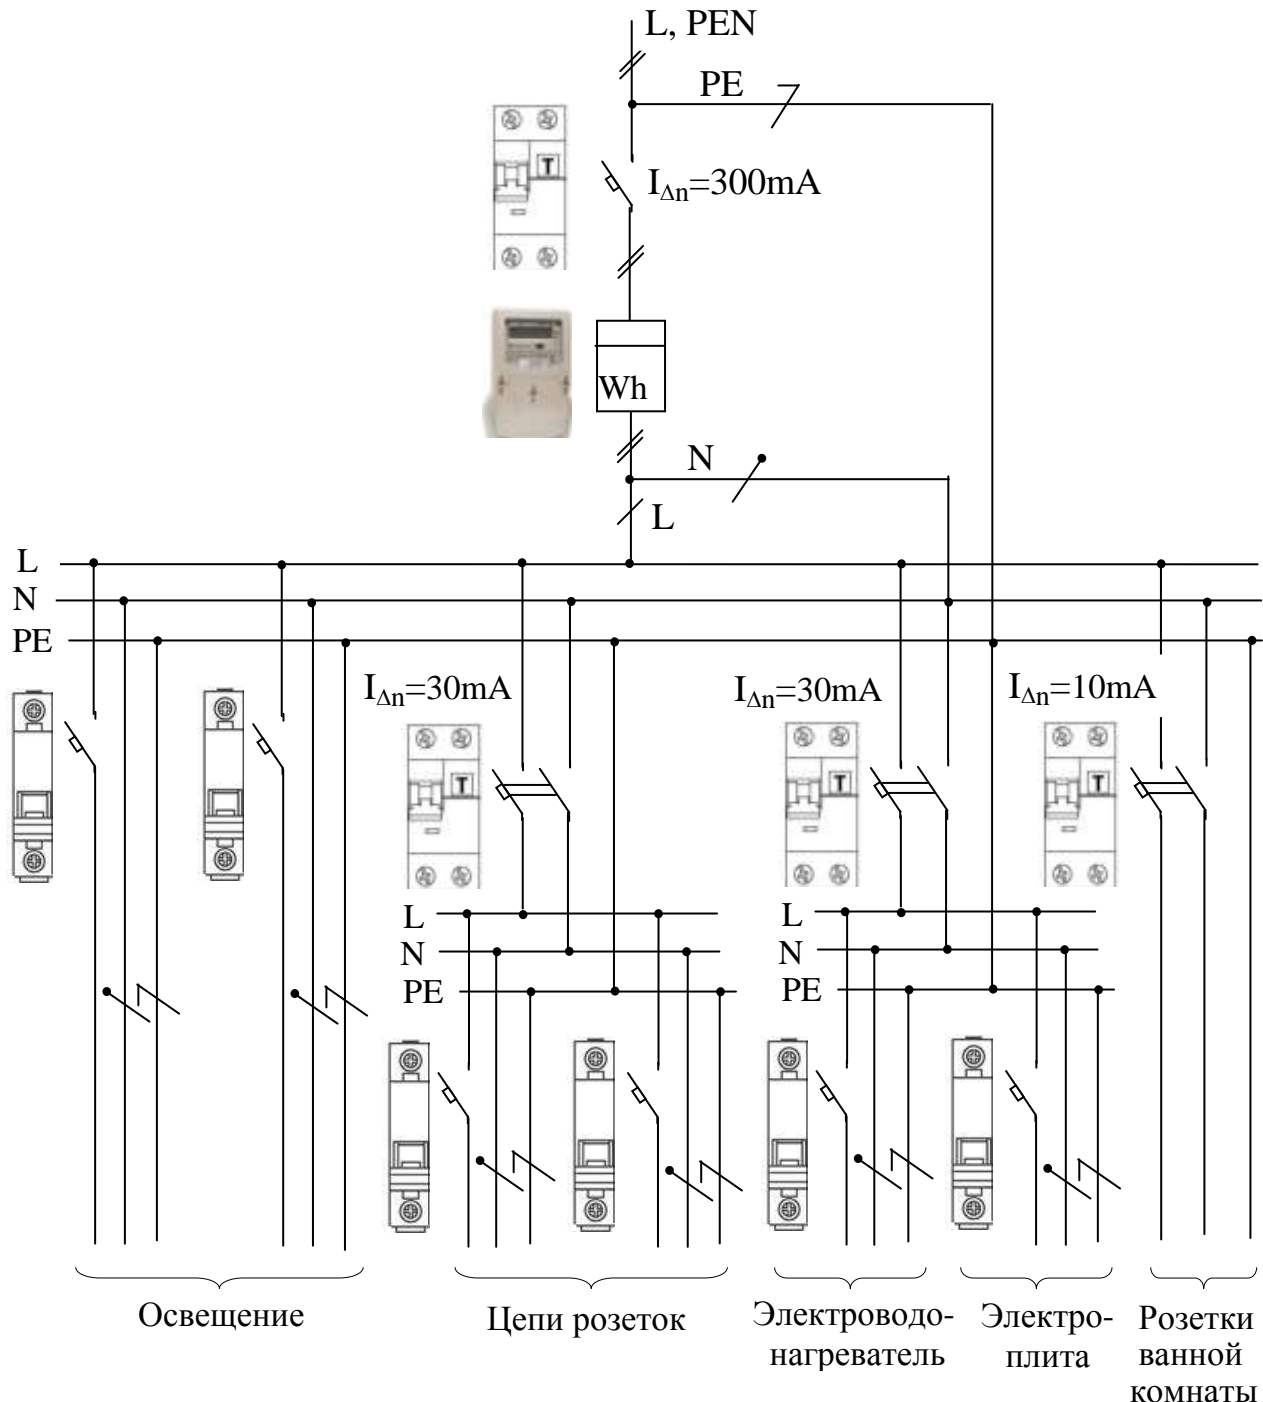 L, PEN
PE
T
IΔn=300mA
Wh
N
L
L
N
PE
IΔn=30mA
IΔn=30mA
IΔn=10mA
T
T
T
L
N
PE
L
N
PE
Освещение
Цепи розеток
Электроводо-
нагреватель
Электро-
плита
Розетки
ванной
комнаты